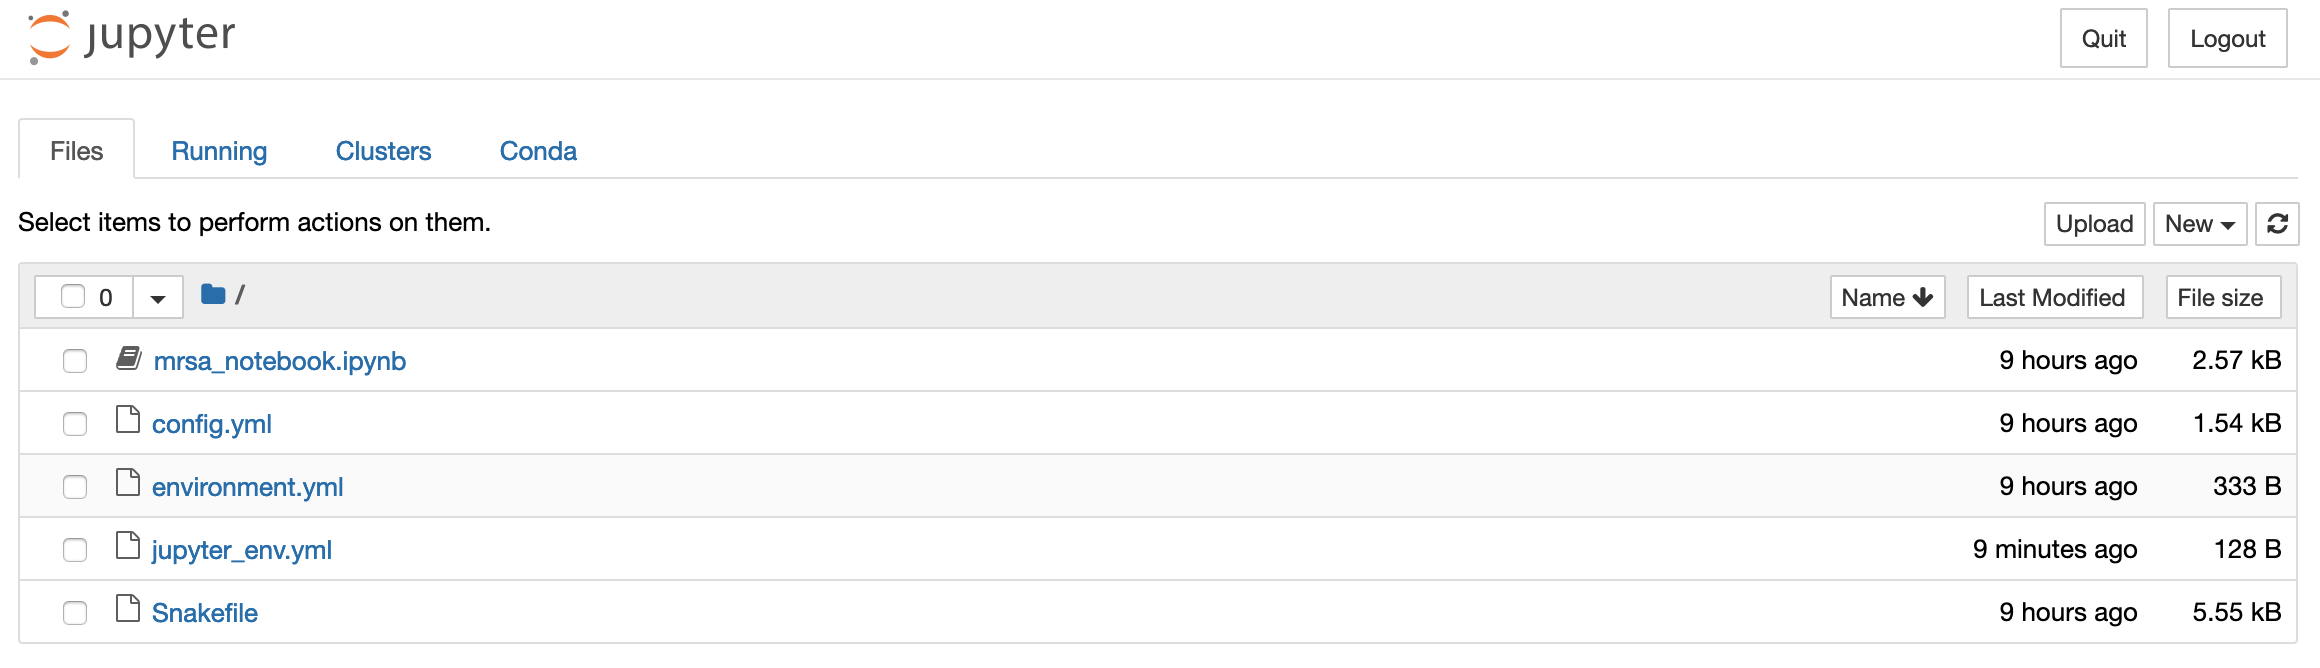 jupyter
Quit Logout
Files Running Clusters Conda
Select items to perform actions on them.
Upload New
0 / Name Last Modified File size
mrsa_notebook.ipynb 9 hours ago 2.57 kB
config.yml 9 hours ago 1.54 kB
environment.yml 9 hours ago 333 B
jupyter_env.yml 9 minutes ago 128 B
Snakefile 9 hours ago 5.55 kB